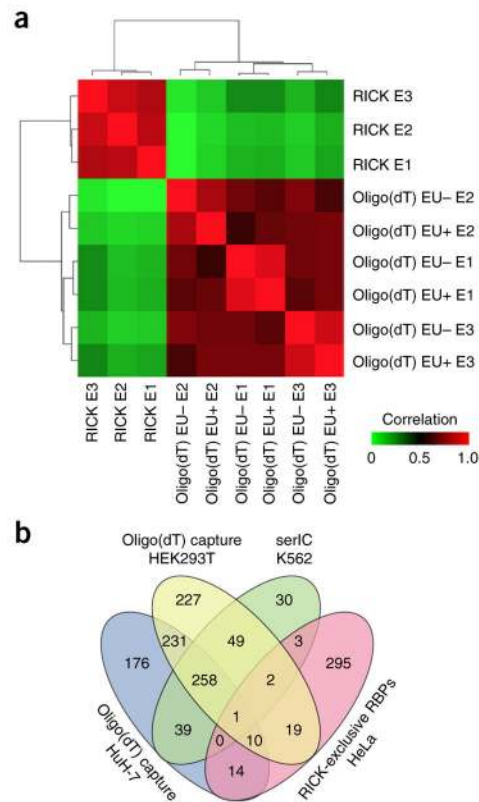 a
RICK E3
RICK E2
RICK E1
Oligo(dT) EU– E2
Oligo(dT) EU+ E2
Oligo(dT) EU– E1
Oligo(dT) EU+ E1
Oligo(dT) EU– E3
Oligo(dT) EU+ E3
RICK E3
RICK E2
RICK E1
Oligo(dT) EU– E2
Oligo(dT) EU+ E2
Oligo(dT) EU– E1
Oligo(dT) EU+ E1
Oligo(dT) EU– E3
Oligo(dT) EU+ E3
Correlation
0 0.5 1.0
b
Oligo(dT) capture
HEK293T
serIC
K562
227
30
231
49
3
176
295
258
2
1
39
0
10
19
14
Oligo(dT) capture
HuH-7
RICK-exclusive RBPs
HeLa